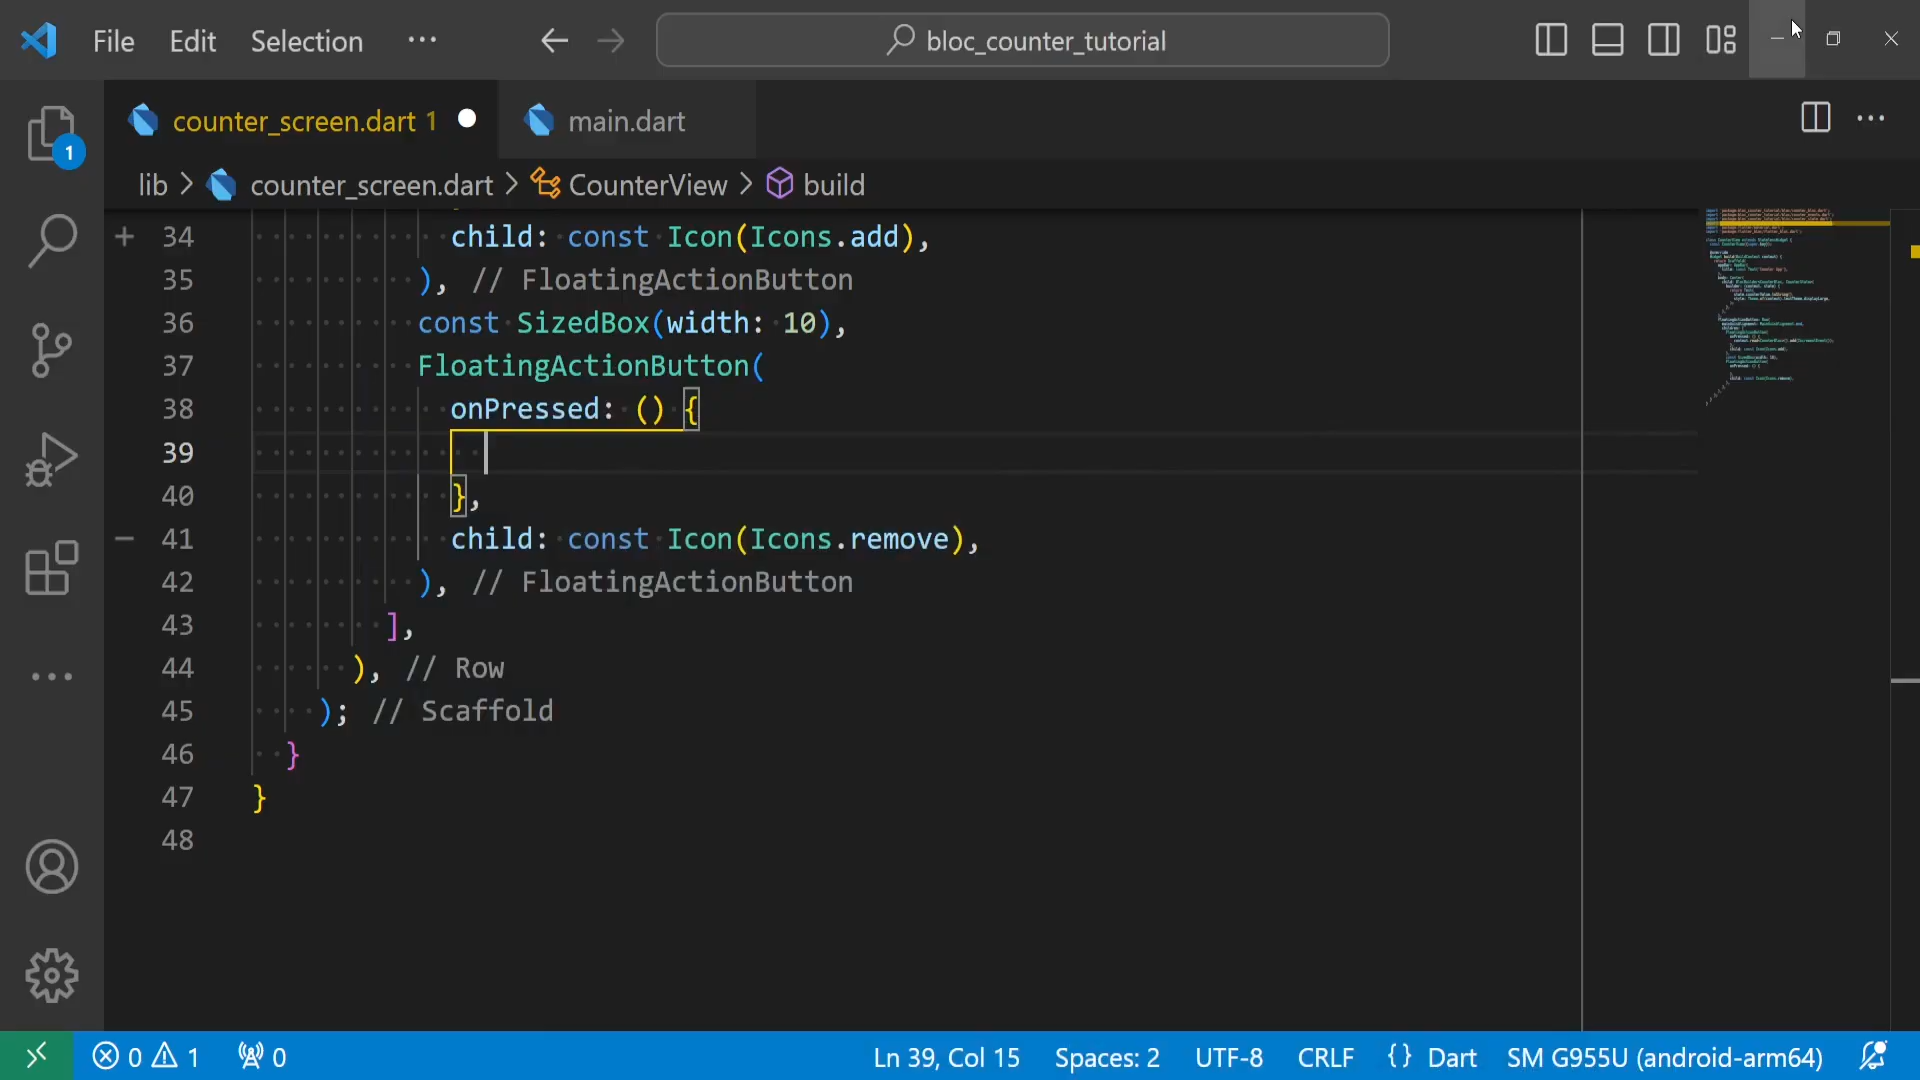 File Edit Selection ··· bloc_counter_tutorial
counter_screen.dart 1 main.dart
lib > counter_screen.dart > CounterView > build
1
34 child: const Icon(Icons.add),
35 ), // FloatingActionButton
36 const SizedBox(width: 10),
37 FloatingActionButton(
38 onPressed: () {
39
40 },
41 child: const Icon(Icons.remove),
42 ), // FloatingActionButton
43 ],
44 ), // Row
45 ); // Scaffold
46 }
47 }
48
0 1 0 Ln 39, Col 15 Spaces: 2 UTF-8 CRLF {} Dart SM G955U (android-arm64)